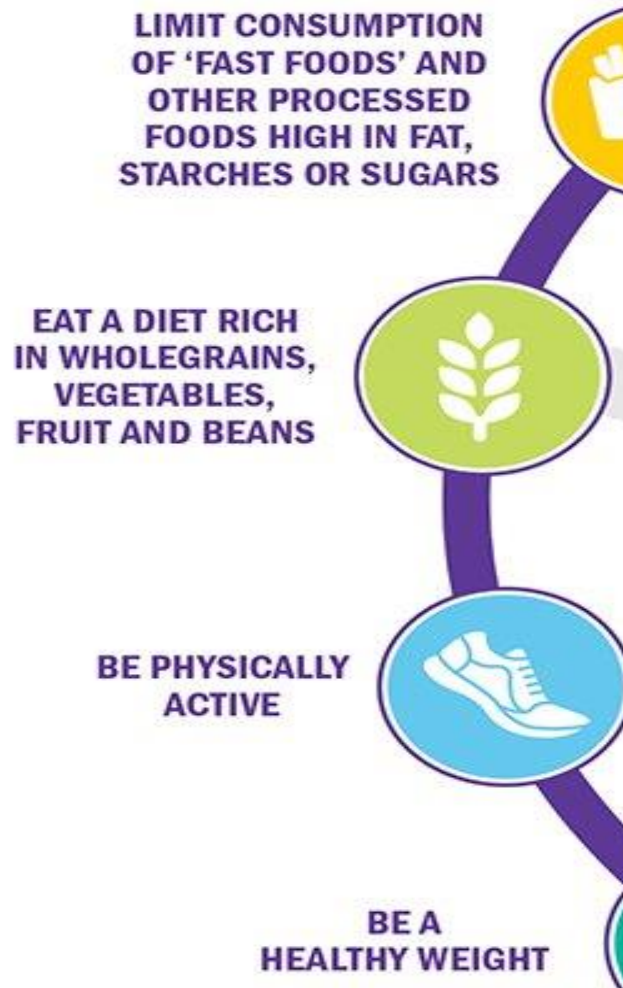 LIMIT CONSUMPTION
OF ‘FAST FOODS’ AND
OTHER PROCESSED
FOODS HIGH IN FAT,
STARCHES OR SUGARS
EAT A DIET RICH
IN WHOLEGRAINS,
VEGETABLES,
FRUIT AND BEANS
BE PHYSICALLY
ACTIVE
BE A
HEALTHY WEIGHT